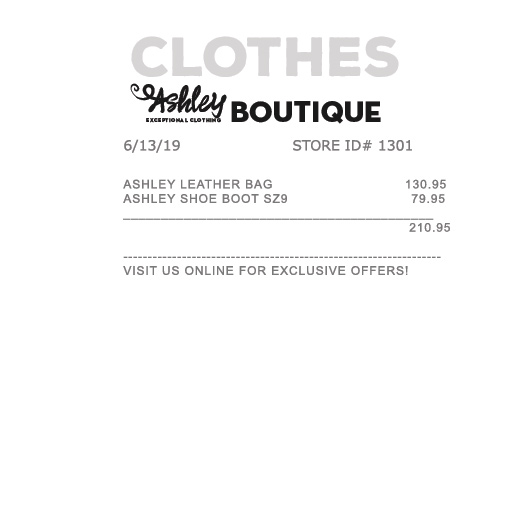 CLOTHES
Ashley BOUTIQUE
EXCEPTIONAL CLOTHING
6/13/19 STORE ID# 1301
ASHLEY LEATHER BAG 130.95
ASHLEY SHOE BOOT SZ9 79.95
210.95
VISIT US ONLINE FOR EXCLUSIVE OFFERS!